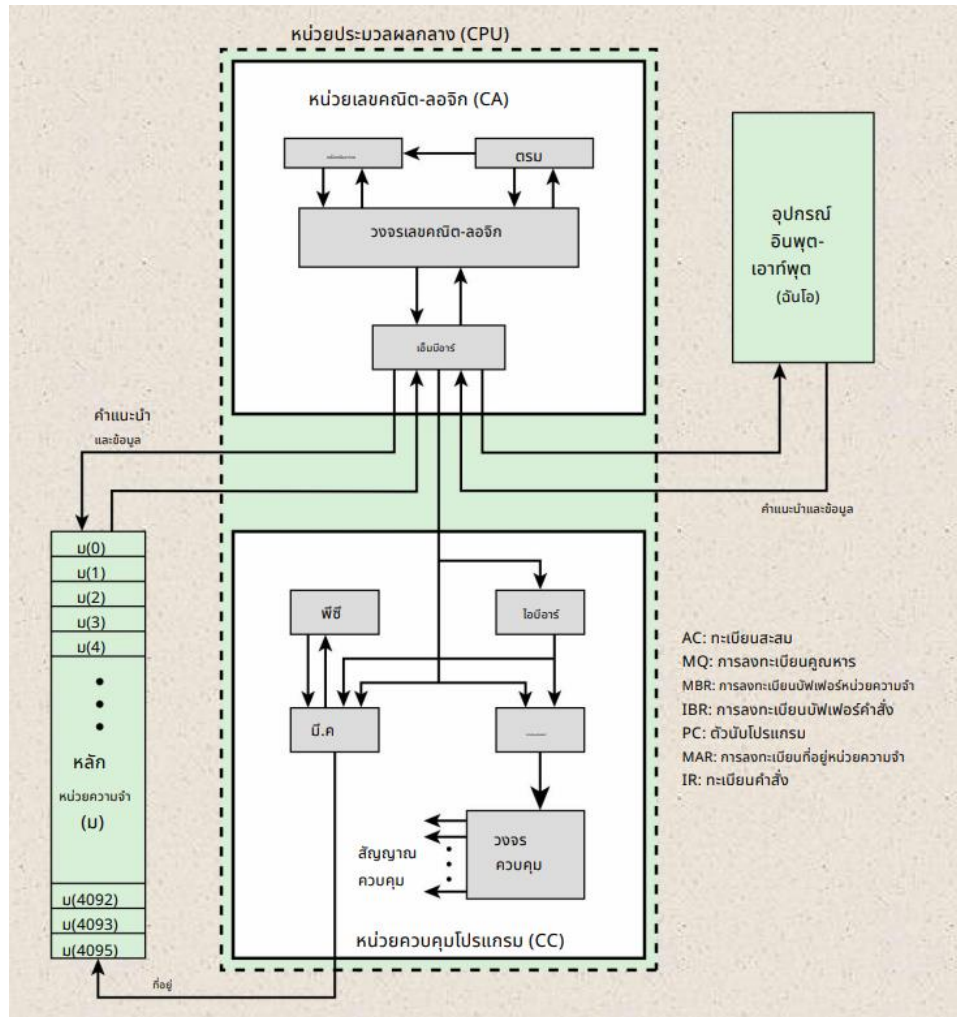 หน่วยประมวลผลกลาง (CPU)
หน่วยเลขคณิต-ลอจิก (CA)
ตรม
วงจรเลขคณิต-ลอจิก
เอ็มบีอาร์
อุปกรณ์
อินพุต-
เอาท์พุต
(ฉันโอ)
คำแนะนำ
และข้อมูล
คำแนะนำและข้อมูล
ม(0)
ม(1)
ม(2)
ม(3)
ม(4)
หลัก
หน่วยความจำ
(ม)
ม(4092)
ม(4093)
ม(4095)
พีซี
ไอบีอาร์
มี.ค
สัญญาณ
ควบคุม
วงจร
ควบคุม
หน่วยควบคุมโปรแกรม (CC)
ที่อยู่
AC: ทะเบียนสะสม
MQ: การลงทะเบียนคูณหาร
MBR: การลงทะเบียนบัฟเฟอร์หน่วยความจำ
IBR: การลงทะเบียนบัฟเฟอร์คำสั่ง
PC: ตัวนับโปรแกรม
MAR: การลงทะเบียนที่อยู่หน่วยความจำ
IR: ทะเบียนคำสั่ง